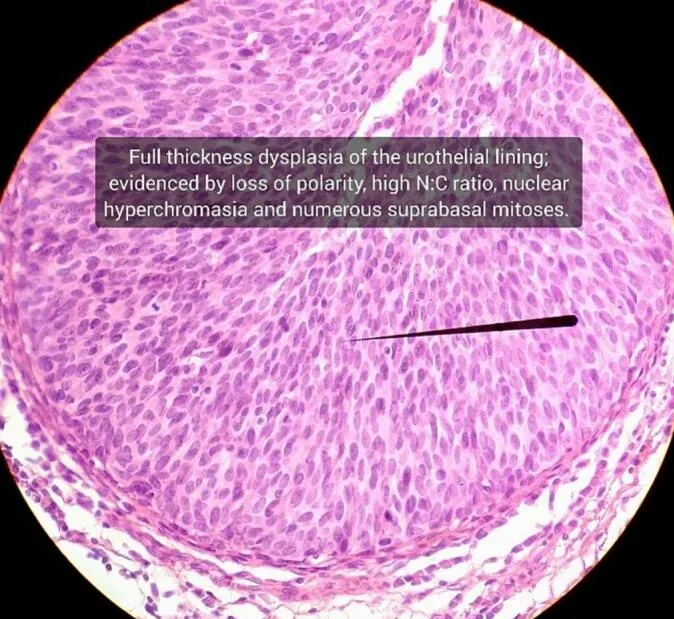 Full thickness dysplasia of the urothelial lining;
evidenced by loss of polarity, high N:C ratio, nuclear
hyperchromasia and numerous suprabasal mitoses.